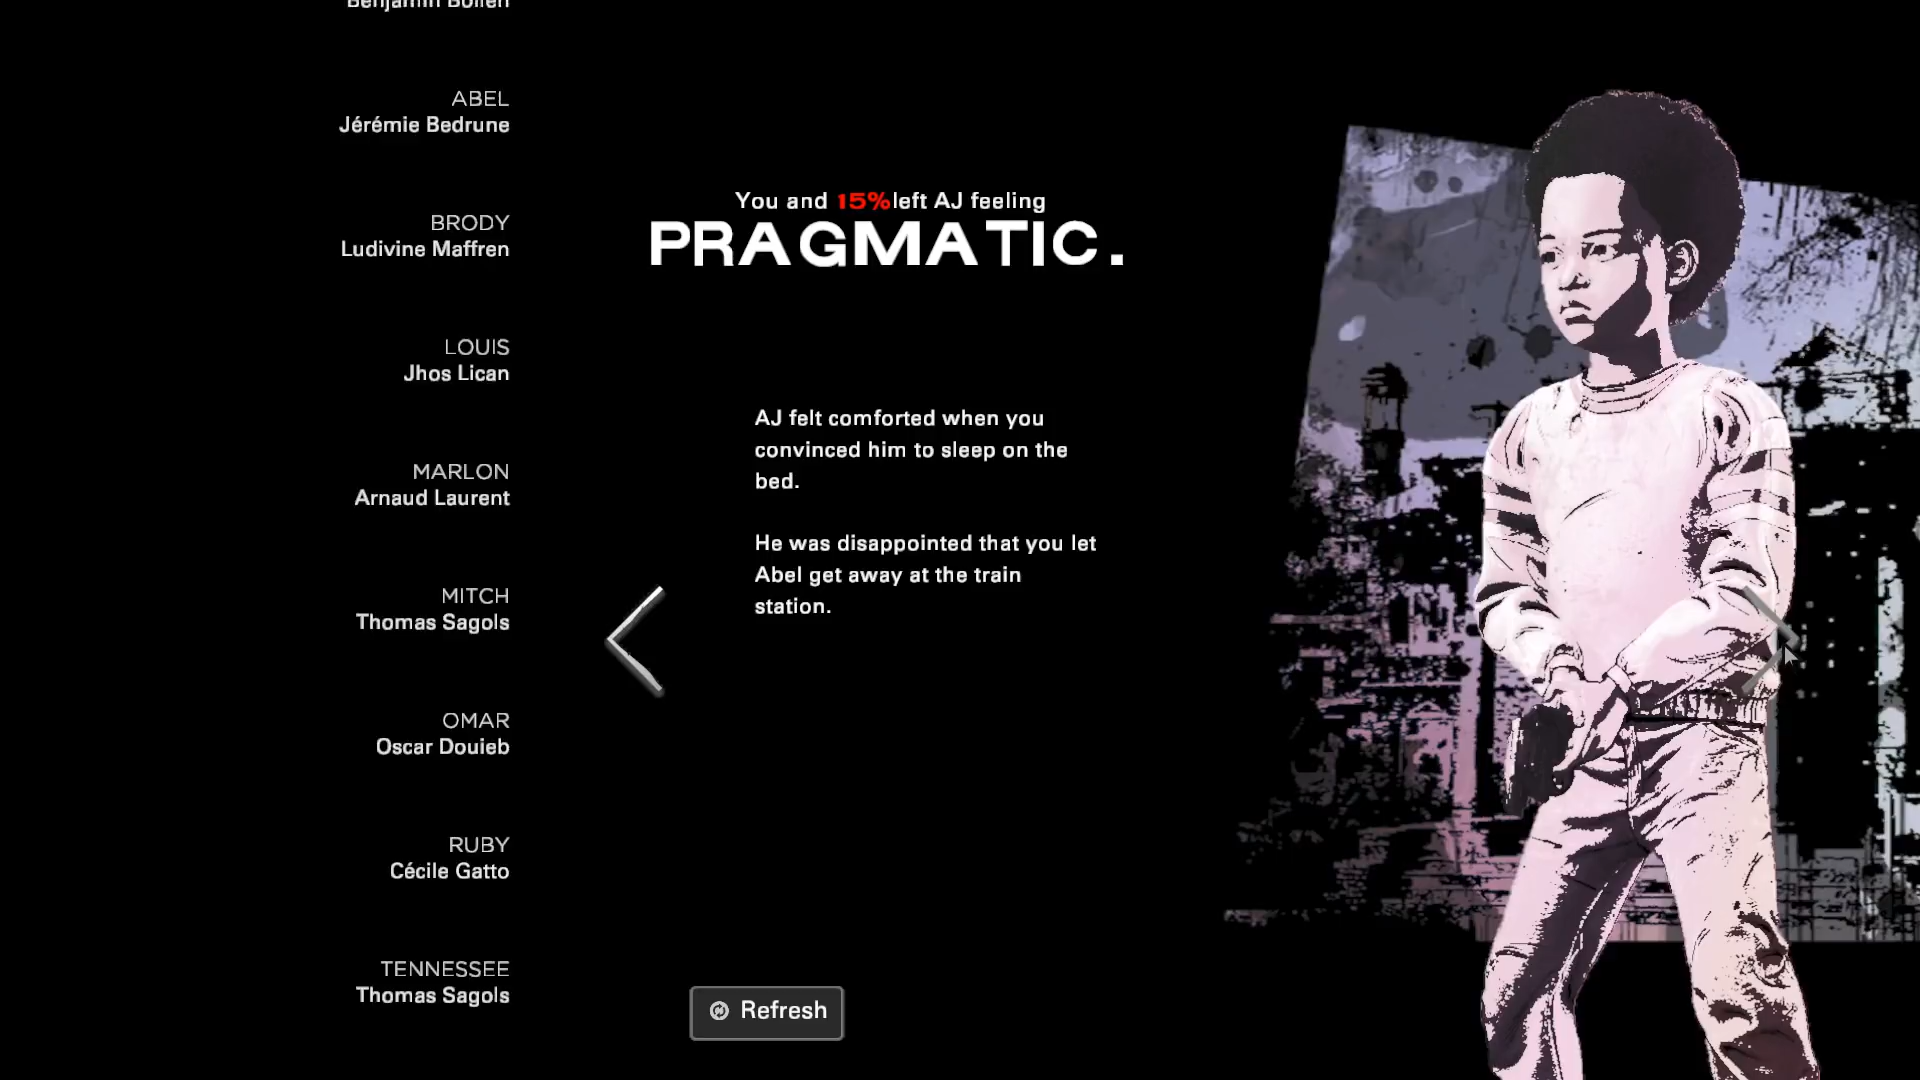 Benjamin Bollen
ABEL
Jérémie Bedrune
BRODY
Ludivine Maffren
LOUIS
Jhos Lican
MARLON
Arnaud Laurent
MITCH
Thomas Sagols
OMAR
Oscar Douieb
RUBY
Cécile Gatto
TENNESSEE
Thomas Sagols
You and 15% left AJ feeling
PRAGMATIC.
AJ felt comforted when you
convinced him to sleep on the
bed.
He was disappointed that you let
Abel get away at the train
station.
Refresh